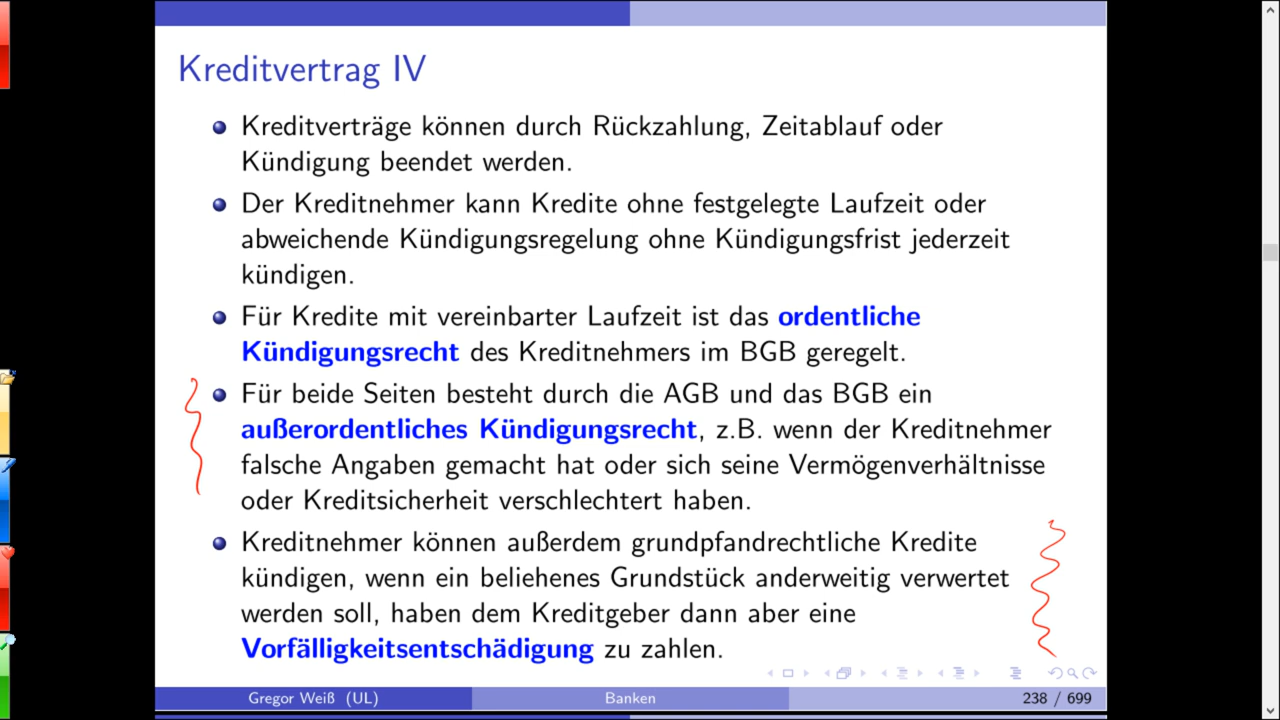 Kreditvertrag IV
Kreditverträge können durch Rückzahlung, Zeitablauf oder
Kündigung beendet werden.
Der Kreditnehmer kann Kredite ohne festgelegte Laufzeit oder
abweichende Kündigungsregelung ohne Kündigungsfrist jederzeit
kündigen.
Für Kredite mit vereinbarter Laufzeit ist das ordentliche
Kündigungsrecht des Kreditnehmers im BGB geregelt.
Für beide Seiten besteht durch die AGB und das BGB ein
außerordentliches Kündigungsrecht, z.B. wenn der Kreditnehmer
falsche Angaben gemacht hat oder sich seine Vermögenverhältnisse
oder Kreditsicherheit verschlechtert haben.
Kreditnehmer können außerdem grundpfandrechtliche Kredite
kündigen, wenn ein beliehenes Grundstück anderweitig verwertet
werden soll, haben dem Kreditgeber dann aber eine
Vorfälligkeitsentschädigung zu zahlen.
Gregor Weiß (UL) Banken 238 / 699